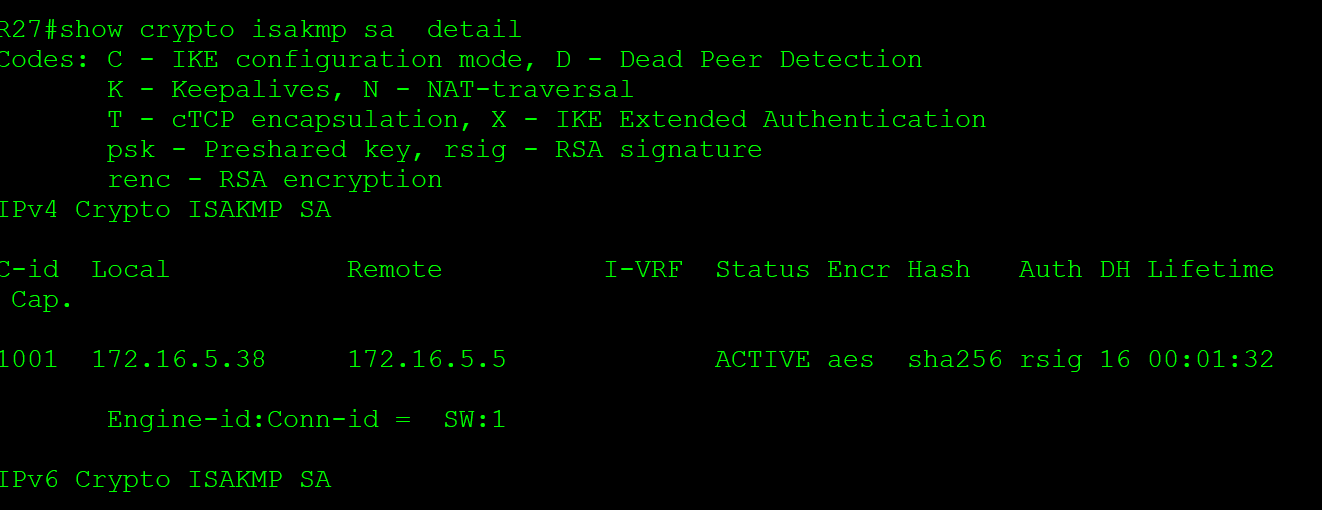 R27#show crypto isakmp sa  detail
Codes: C - IKE configuration mode, D - Dead Peer Detection
       K - Keepalives, N - NAT-traversal
       T - cTCP encapsulation, X - IKE Extended Authentication
       psk - Preshared key, rsig - RSA signature
       renc - RSA encryption
IPv4 Crypto ISAKMP SA
C-id  Local           Remote          I-VRF  Status Encr Hash   Auth DH Lifetime
 Cap.
1001  172.16.5.38     172.16.5.5             ACTIVE aes  sha256 rsig 16 00:01:32
       Engine-id:Conn-id =  SW:1
IPv6 Crypto ISAKMP SA